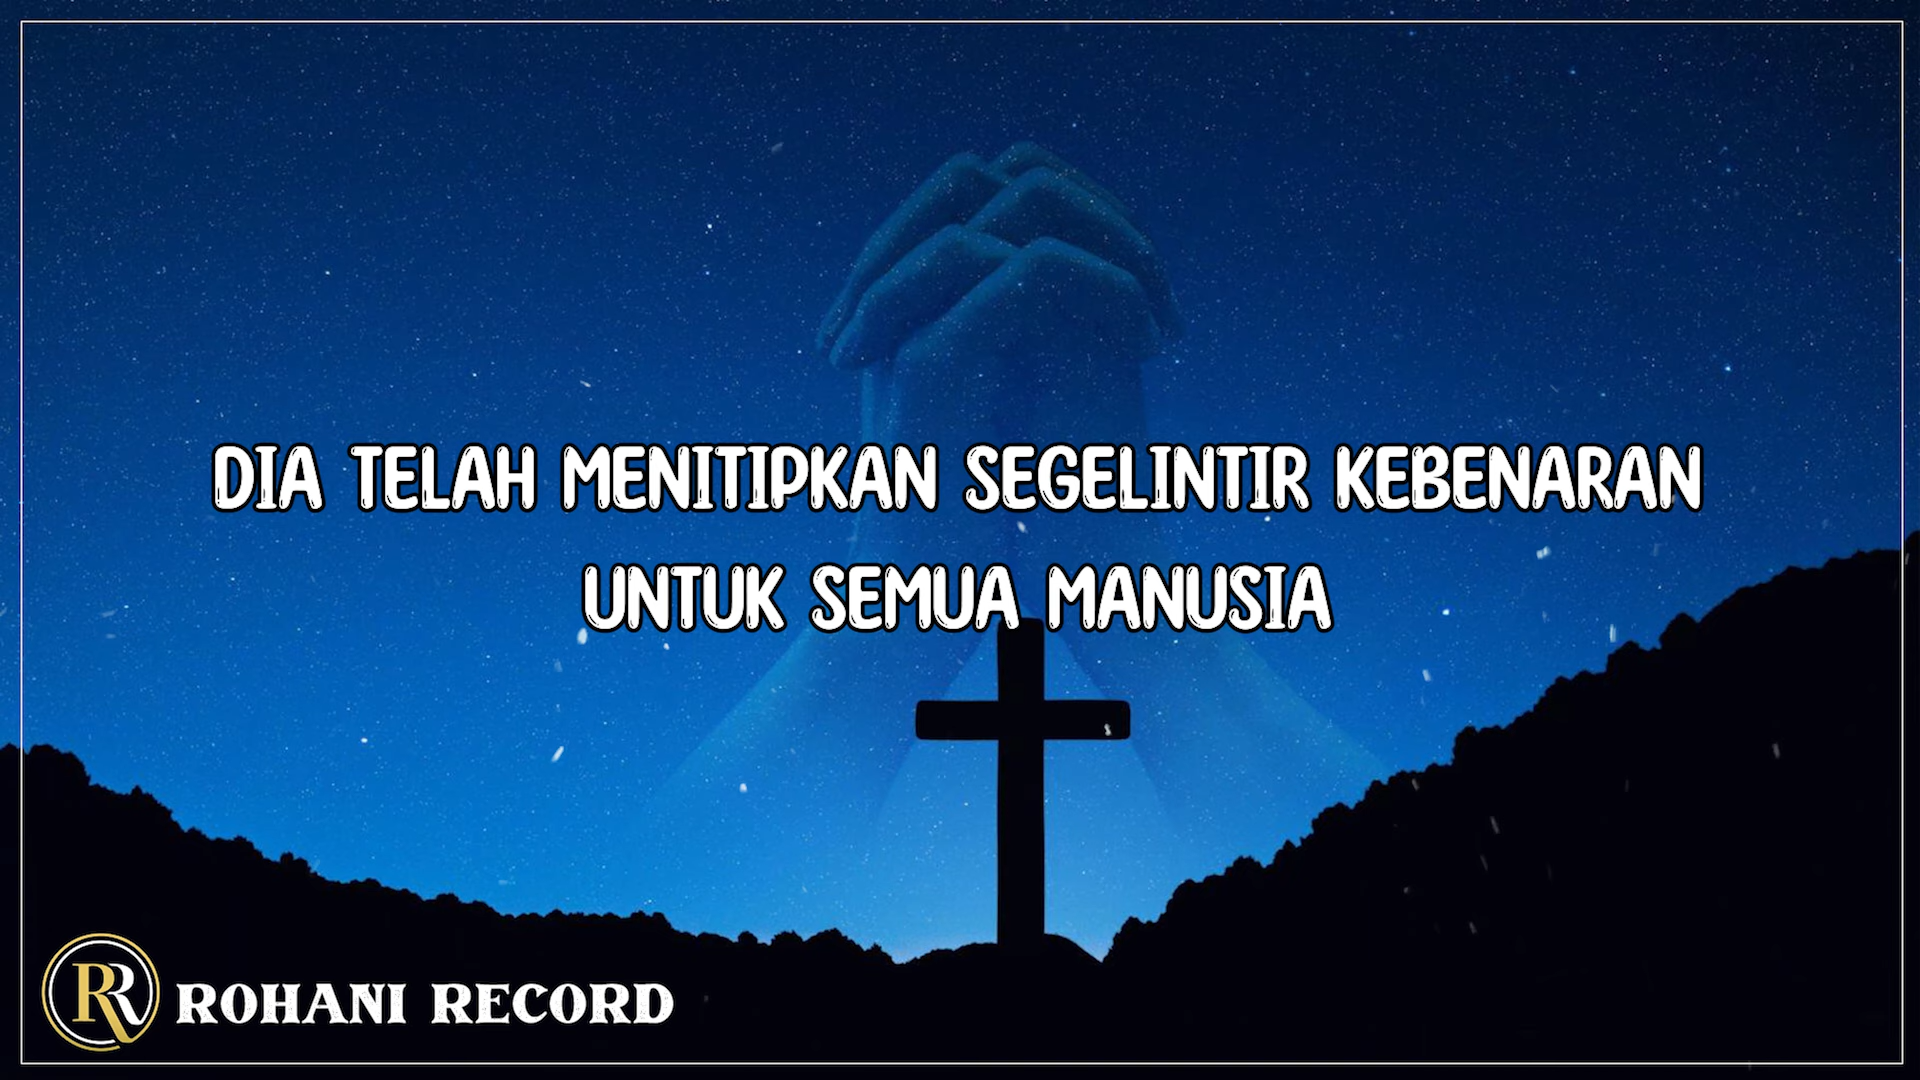 DIA TELAH MENITIPKAN SEGELINTIR KEBENARAN
UNTUK SEMUA MANUSIA
RR ROHANI RECORD